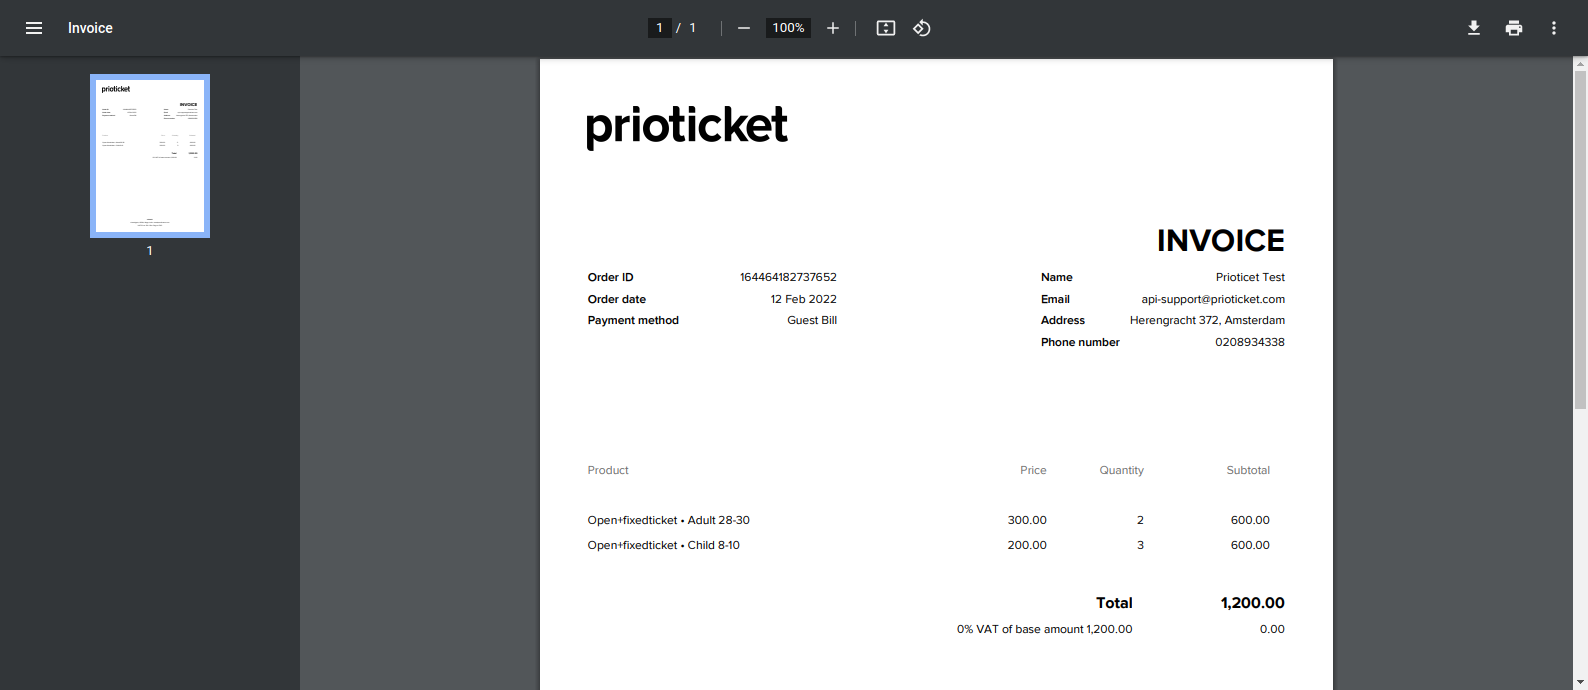 Invoice
1 / 1
100%
1
prioticket
INVOICE
Order ID 164464182737652
Order date 12 Feb 2022
Payment method Guest Bill
Name Prioticet Test
Email api-support@prioticket.com
Address Herengracht 372, Amsterdam
Phone number 0208934338
Product Price Quantity Subtotal
Open+fixedticket • Adult 28-30 300.00 2 600.00
Open+fixedticket • Child 8-10 200.00 3 600.00
Total 1,200.00
0% VAT of base amount 1,200.00 0.00
prioticket
INVOICE